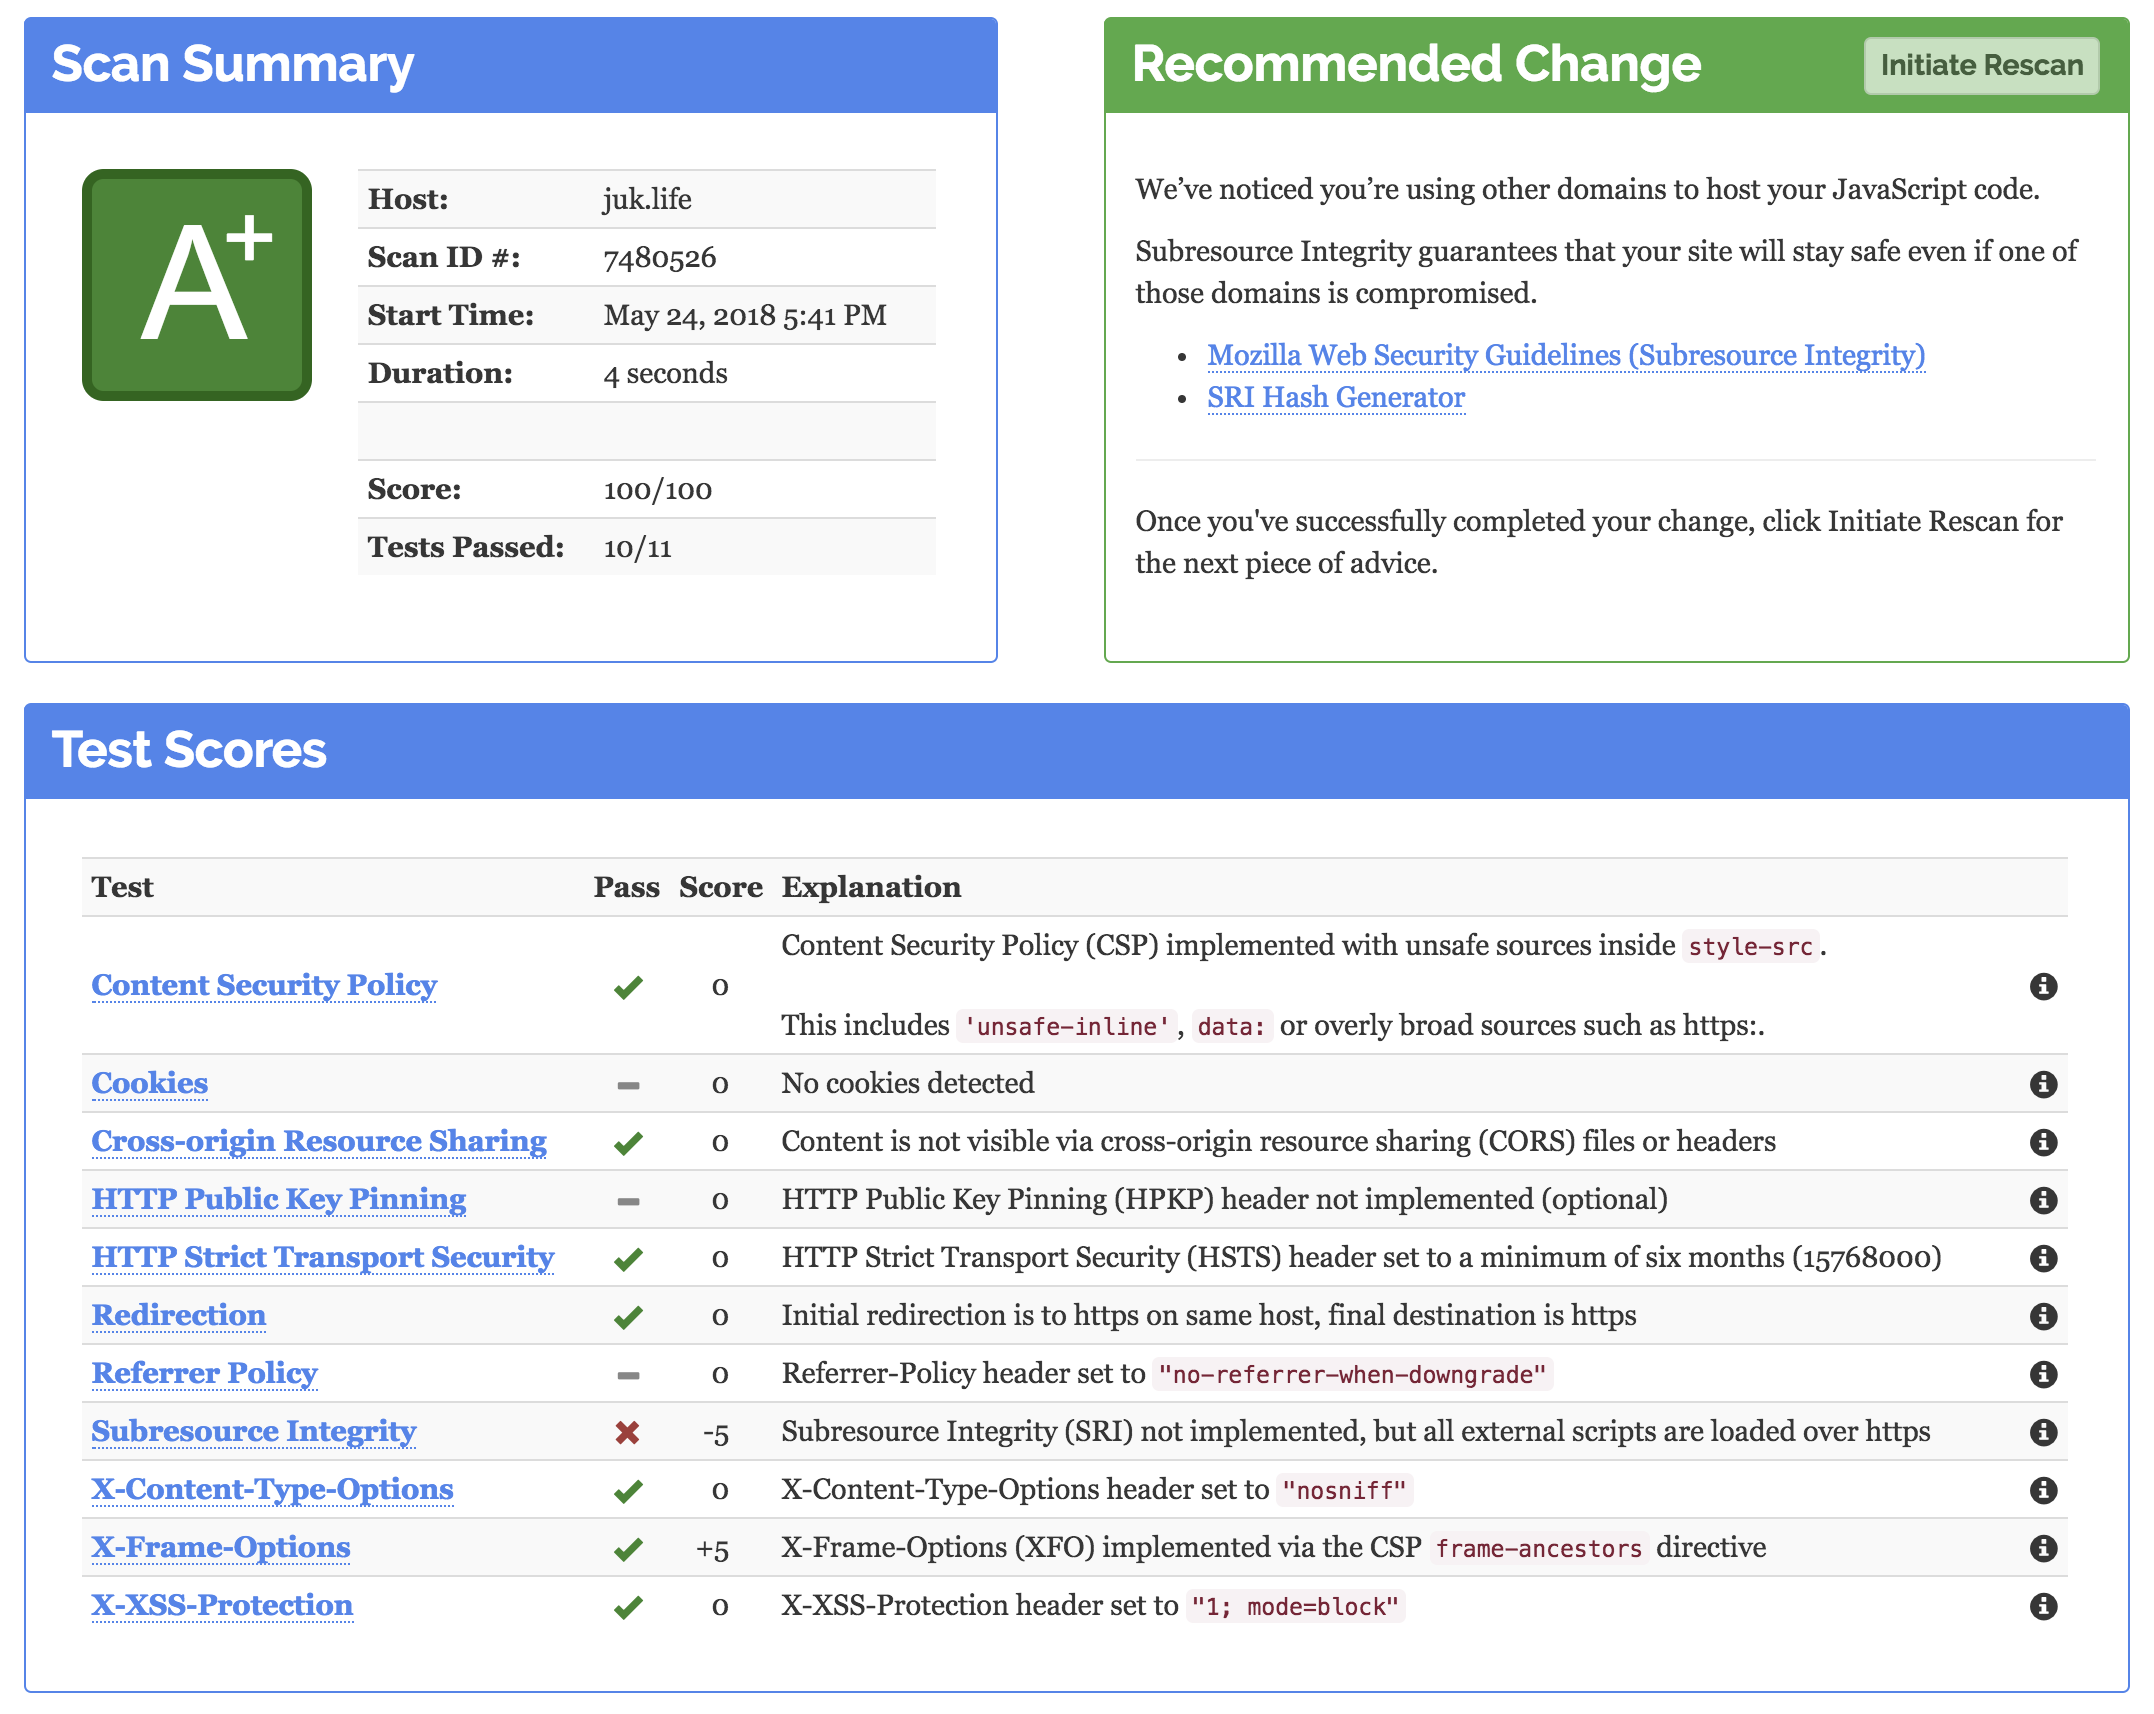 Scan Summary
A+
Host: juk.life
Scan ID #: 7480526
Start Time: May 24, 2018 5:41 PM
Duration: 4 seconds
Score: 100/100
Tests Passed: 10/11
Recommended Change
Initiate Rescan
We’ve noticed you’re using other domains to host your JavaScript code.
Subresource Integrity guarantees that your site will stay safe even if one of
those domains is compromised.
• Mozilla Web Security Guidelines (Subresource Integrity)
• SRI Hash Generator
Once you've successfully completed your change, click Initiate Rescan for
the next piece of advice.
Test Scores
Test Pass Score Explanation
Content Security Policy 0 Content Security Policy (CSP) implemented with unsafe sources inside style-src.
This includes 'unsafe-inline', data: or overly broad sources such as https:.
Cookies 0 No cookies detected
Cross-origin Resource Sharing 0 Content is not visible via cross-origin resource sharing (CORS) files or headers
HTTP Public Key Pinning 0 HTTP Public Key Pinning (HPKP) header not implemented (optional)
HTTP Strict Transport Security 0 HTTP Strict Transport Security (HSTS) header set to a minimum of six months (15768000)
Redirection 0 Initial redirection is to https on same host, final destination is https
Referrer Policy 0 Referrer-Policy header set to "no-referrer-when-downgrade"
Subresource Integrity -5 Subresource Integrity (SRI) not implemented, but all external scripts are loaded over https
X-Content-Type-Options 0 X-Content-Type-Options header set to "nosniff"
X-Frame-Options +5 X-Frame-Options (XFO) implemented via the CSP frame-ancestors directive
X-XSS-Protection 0 X-XSS-Protection header set to "1; mode=block"